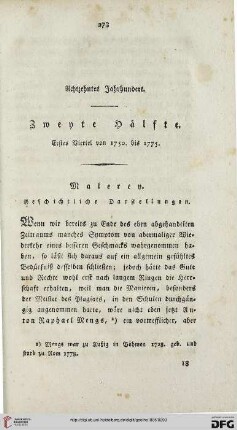 273
Achtzehntes Jahrhundert.
Zweyte Hälfte.
Erstes Viertel von 1750. bis 1775.
Malerey.
Geschichtliche Darstellungen.
Wenn wir bereits zu Ende des eben abgehandelten
Zeitraums manches Symptom von abermaliger Wie-
derkehr eines besseren Geschmacks wahrgenommen ha-
ben, so läßt sich daraus auf ein allgemein gefühltes
Bedürfniß desselben schließen; jedoch hätte das Gute
und Rechte wohl erst nach langem Ringen die Herr-
schaft erhalten, weil man die Manieren, besonders
der Meister des Plagiats, in den Schulen durchgän-
gig angenommen hatte, wäre nicht eben jetzt An-
ton Raphael Mengs, 1) ein vortrefflicher, aber
1) Mengs war zu Außig in Böhmen 1728. geb. und
starb zu Rom 1779.
18
DFG